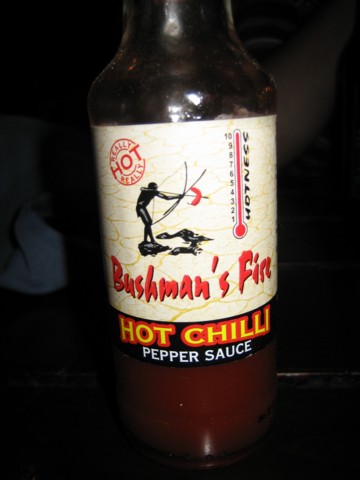 REALLY
HOT
REALLY
10
9
8
7
6
5
4
3
2
1
HOTNESS
Bushman's Fire
HOT CHILLI
PEPPER SAUCE